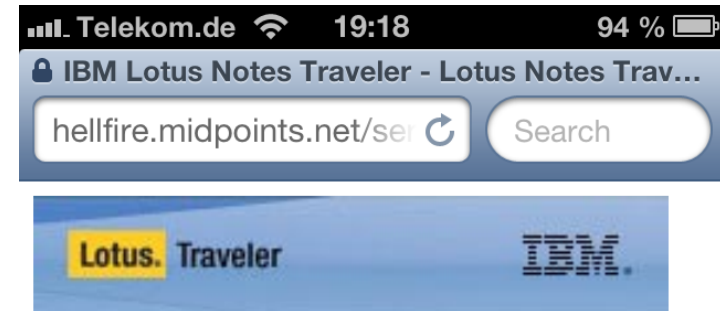 Telekom.de 19:18 94 %
IBM Lotus Notes Traveler - Lotus Notes Trav...
hellfire.midpoints.net/ser Search
Lotus. Traveler IBM.